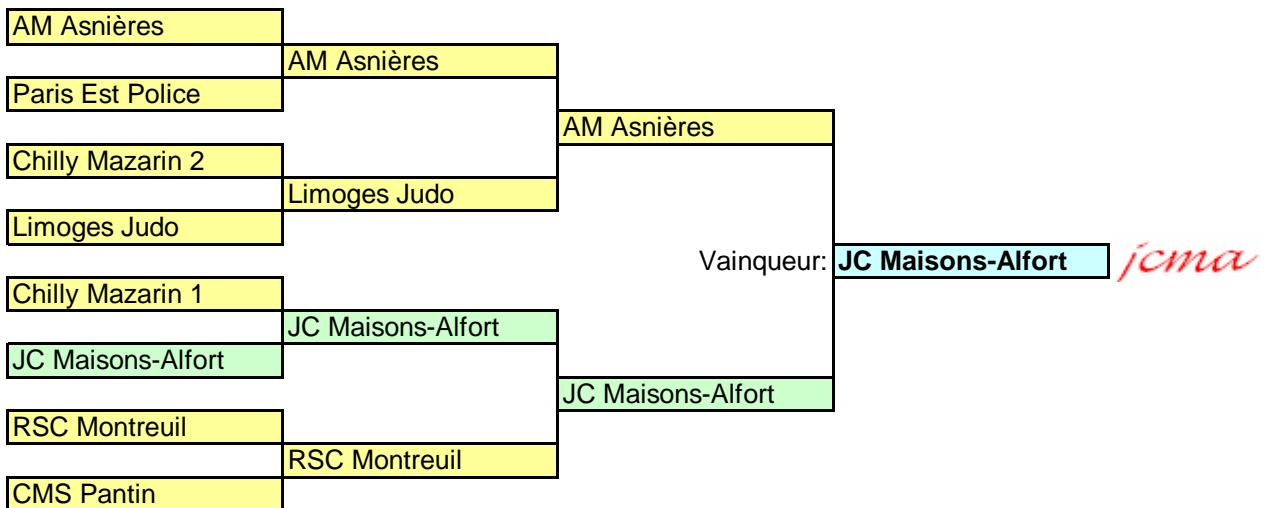 AM Asnières
AM Asnières
Paris Est Police
AM Asnières
Chilly Mazarin 2
Limoges Judo
Limoges Judo
Vainqueur: JC Maisons-Alfort jcma
Chilly Mazarin 1
JC Maisons-Alfort
JC Maisons-Alfort
JC Maisons-Alfort
RSC Montreuil
RSC Montreuil
CMS Pantin